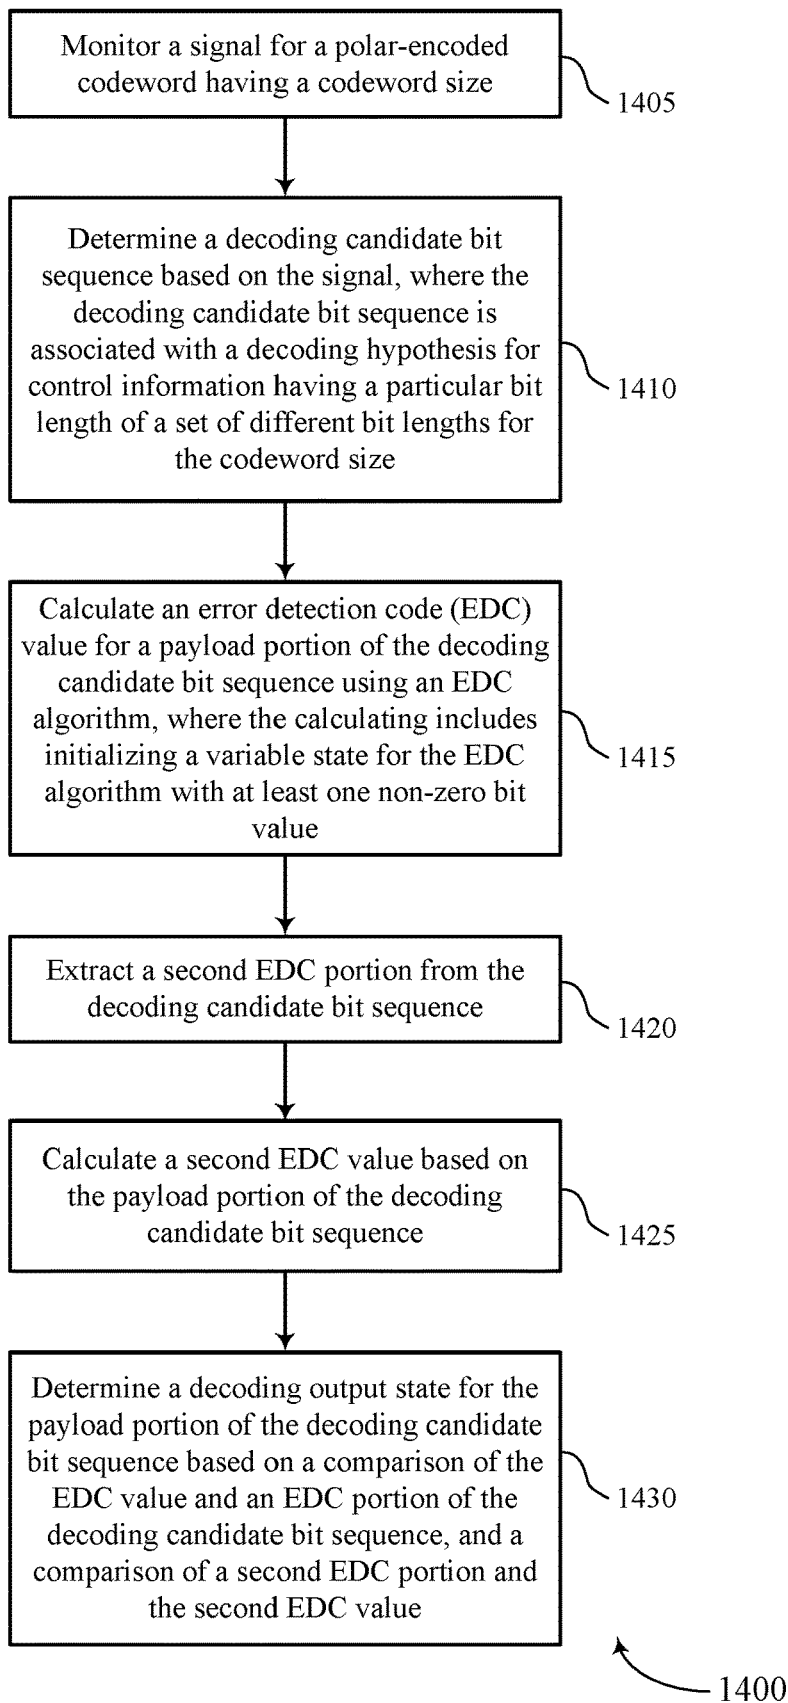 Monitor a signal for a polar-encoded
codeword having a codeword size
1405
Determine a decoding candidate bit
sequence based on the signal, where the
decoding candidate bit sequence is
associated with a decoding hypothesis for
control information having a particular bit
length of a set of different bit lengths for
the codeword size
1410
Calculate an error detection code (EDC)
value for a payload portion of the decoding
candidate bit sequence using an EDC
algorithm, where the calculating includes
initializing a variable state for the EDC
algorithm with at least one non-zero bit
value
1415
Extract a second EDC portion from the
decoding candidate bit sequence
1420
Calculate a second EDC value based on
the payload portion of the decoding
candidate bit sequence
1425
Determine a decoding output state for the
payload portion of the decoding candidate
bit sequence based on a comparison of the
EDC value and an EDC portion of the
decoding candidate bit sequence, and a
comparison of a second EDC portion and
the second EDC value
1430
1400